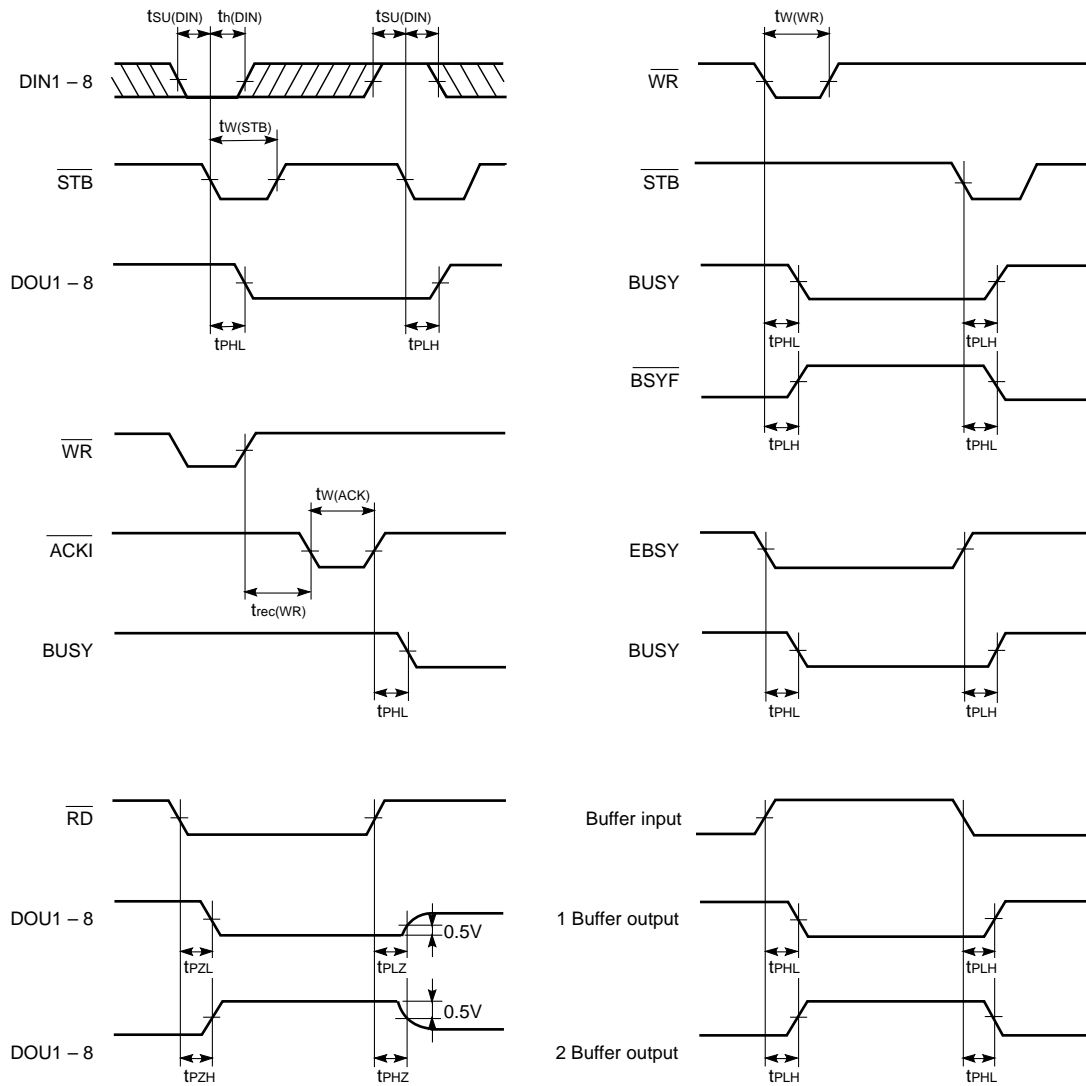 tSU(DIN) th(DIN) tSU(DIN)
DIN1 – 8
tW(STB)
STB
DOU1 – 8
tPHL tPLH
WR
tW(ACK)
ACKI
trec(WR)
BUSY
tPHL
RD
DOU1 – 8
0.5V
tPZL tPLZ
0.5V
DOU1 – 8
tPZH tPHZ
tW(WR)
WR
STB
BUSY
tPHL tPLH
BSYF
tPLH tPHL
EBSY
BUSY
tPHL tPLH
Buffer input
1 Buffer output
tPHL tPLH
2 Buffer output
tPLH tPHL